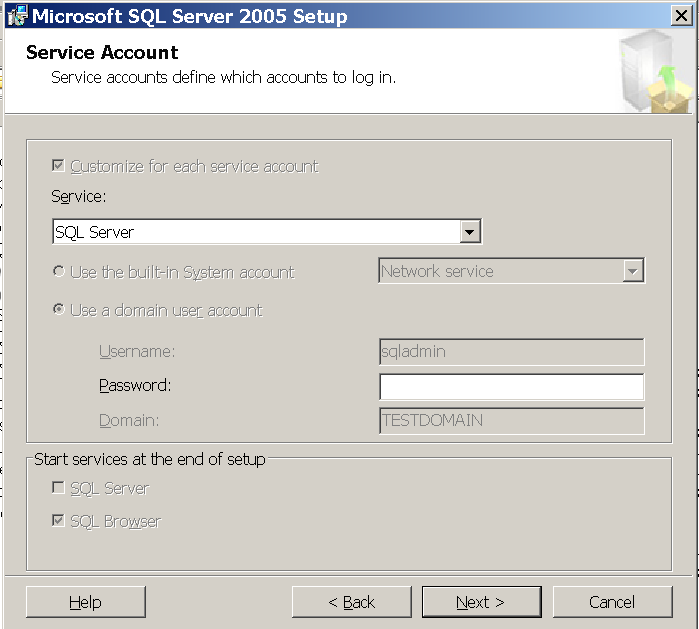 Microsoft SQL Server 2005 Setup
Service Account
Service accounts define which accounts to log in.
Customize for each service account
Service:
SQL Server
Use the built-in System account
Network service
Use a domain user account
Username:
sqladmin
Password:
Domain:
TESTDOMAIN
Start services at the end of setup
SQL Server
SQL Browser
Help
< Back
Next >
Cancel